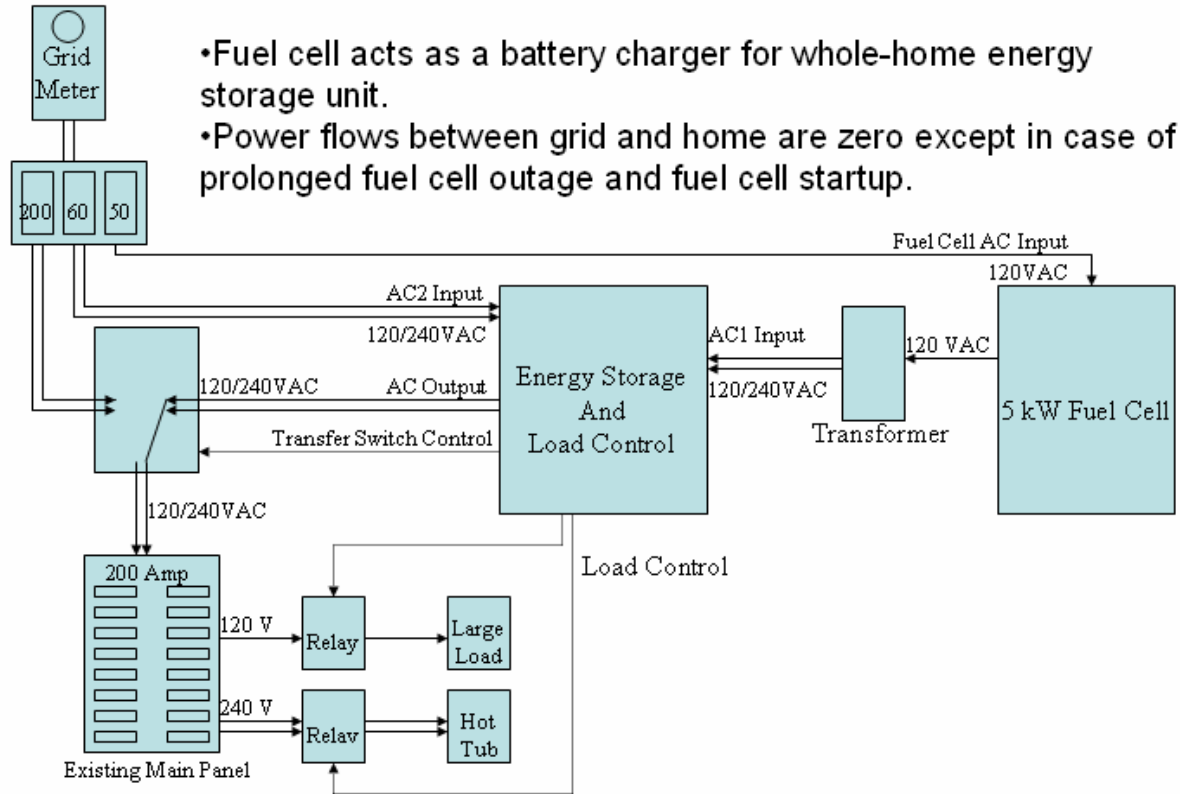 Grid
Meter
•Fuel cell acts as a battery charger for whole-home energy
storage unit.
•Power flows between grid and home are zero except in case of
prolonged fuel cell outage and fuel cell startup.
200 60 50
Fuel Cell AC Input
120VAC
AC2 Input
120/240VAC
AC1 Input
120/240VAC
120 VAC
120/240VAC
AC Output
Transfer Switch Control
Energy Storage
And
Load Control
Transformer
5 kW Fuel Cell
120/240VAC
Load Control
200 Amp
120 V
Relay
Large
Load
240 V
Relay
Hot
Tub
Existing Main Panel